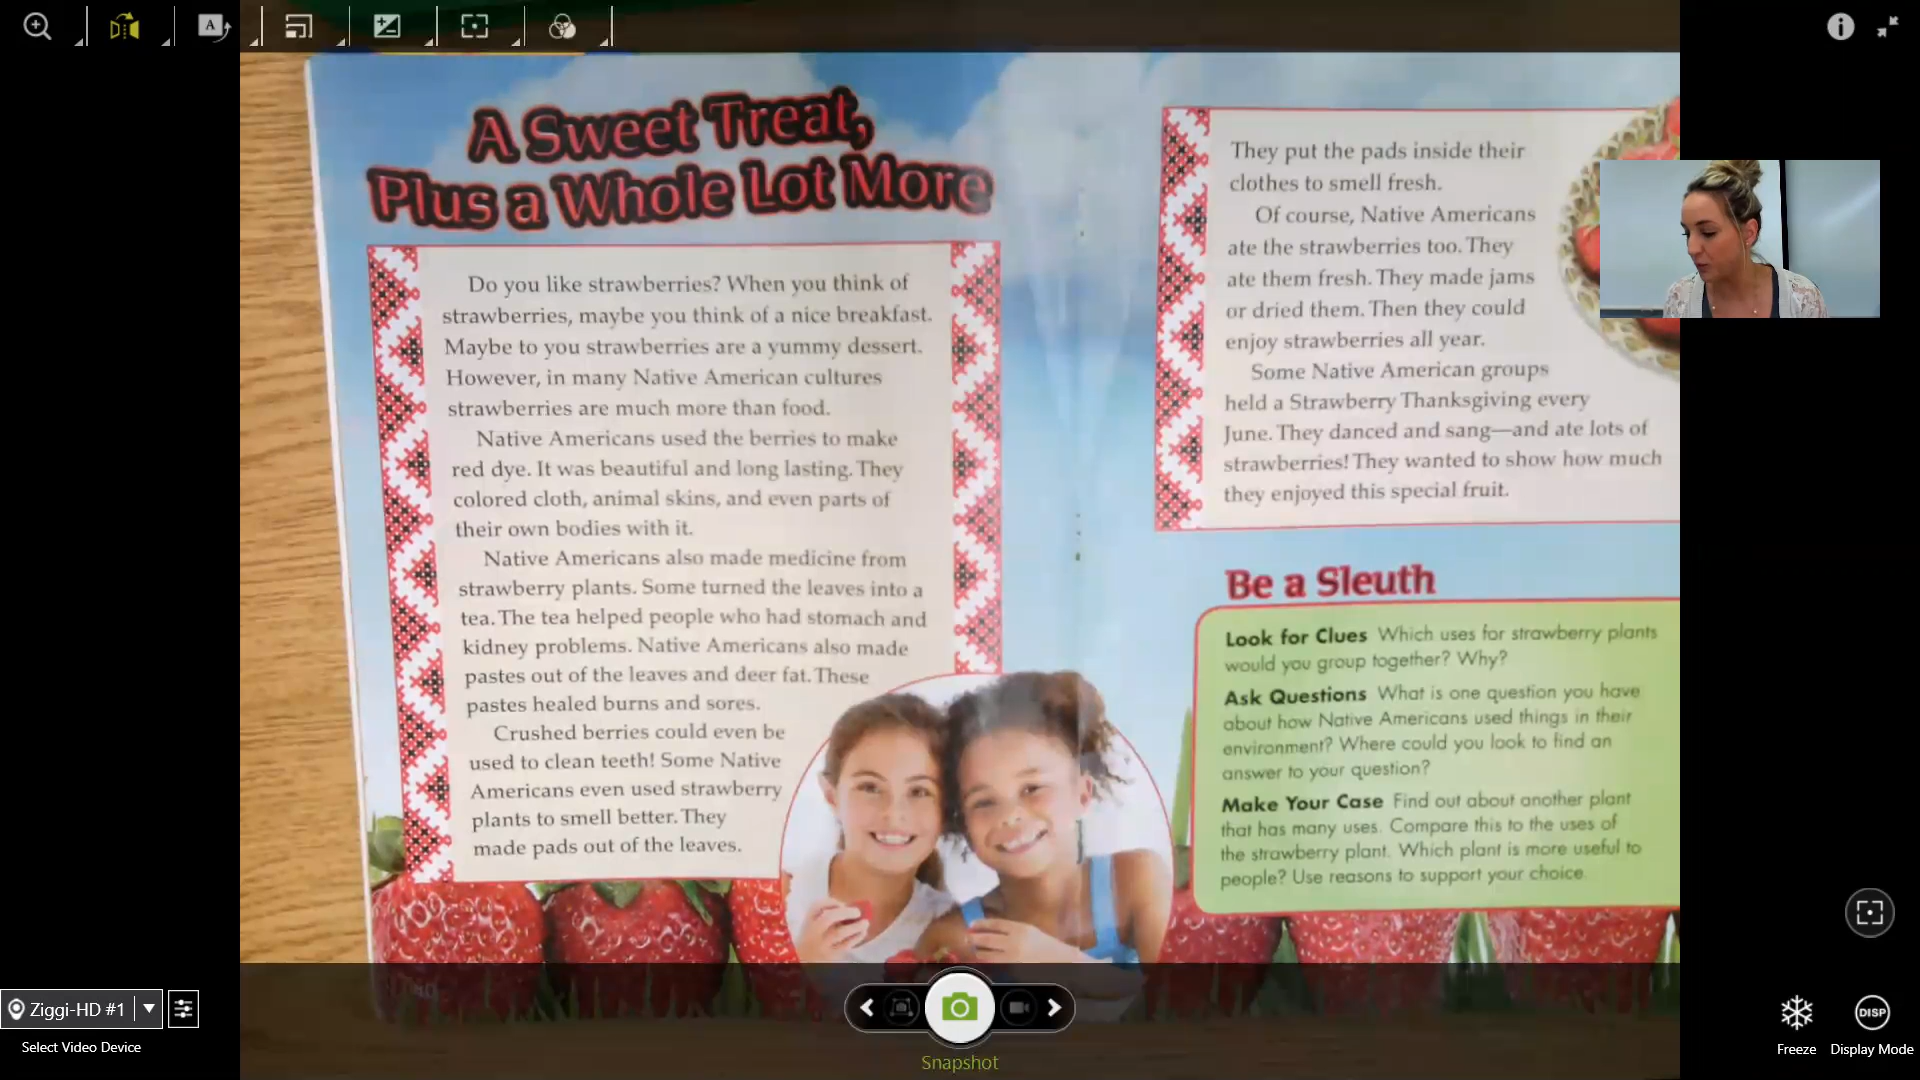 A
A Sweet Treat,
Plus a Whole Lot More
Do you like strawberries? When you think of
strawberries, maybe you think of a nice breakfast.
Maybe to you strawberries are a yummy dessert.
However, in many Native American cultures
strawberries are much more than food.
Native Americans used the berries to make
red dye. It was beautiful and long lasting. They
colored cloth, animal skins, and even parts of
their own bodies with it.
Native Americans also made medicine from
strawberry plants. Some turned the leaves into a
tea. The tea helped people who had stomach and
kidney problems. Native Americans also made
pastes out of the leaves and deer fat. These
pastes healed burns and sores.
Crushed berries could even be
used to clean teeth! Some Native
Americans even used strawberry
plants to smell better. They
made pads out of the leaves.
They put the pads inside their
clothes to smell fresh.
Of course, Native Americans
ate the strawberries too. They
ate them fresh. They made jams
or dried them. Then they could
enjoy strawberries all year.
Some Native American groups
held a Strawberry Thanksgiving every
June. They danced and sang—and ate lots of
strawberries! They wanted to show how much
they enjoyed this special fruit.
Be a Sleuth
Look for Clues Which uses for strawberry plants
would you group together? Why?
Ask Questions What is one question you have
about how Native Americans used things in their
environment? Where could you look to find an
answer to your question?
Make Your Case Find out about another plant
that has many uses. Compare this to the uses of
the strawberry plant. Which plant is more useful to
people? Use reasons to support your choice.
Ziggi-HD #1
Select Video Device
Snapshot
Freeze
DISP
Display Mode